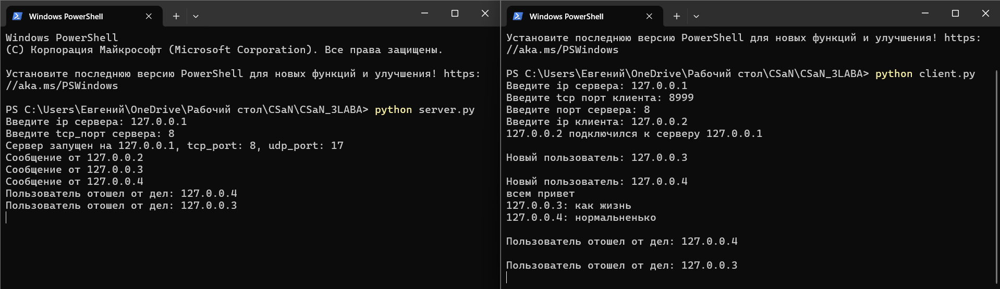 Windows PowerShell
Windows PowerShell
(C) Корпорация Майкрософт (Microsoft Corporation). Все права защищены.
Установите последнюю версию PowerShell для новых функций и улучшения! https:
//aka.ms/PSWindows
PS C:\Users\Евгений\OneDrive\Рабочий стол\CSaN\CSaN_3LABA> python server.py
Введите ip сервера: 127.0.0.1
Введите tcp_порт сервера: 8
Сервер запущен на 127.0.0.1, tcp_port: 8, udp_port: 17
Сообщение от 127.0.0.2
Сообщение от 127.0.0.3
Сообщение от 127.0.0.4
Пользователь отошел от дел: 127.0.0.4
Пользователь отошел от дел: 127.0.0.3
Windows PowerShell
Установите последнюю версию PowerShell для новых функций и улучшения! https:
//aka.ms/PSWindows
PS C:\Users\Евгений\OneDrive\Рабочий стол\CSaN\CSaN_3LABA> python client.py
Введите ip сервера: 127.0.0.1
Введите tcp порт клиента: 8999
Введите порт сервера: 8
Введите ip клиента: 127.0.0.2
127.0.0.2 подключился к серверу 127.0.0.1
Новый пользователь: 127.0.0.3
Новый пользователь: 127.0.0.4
всем привет
127.0.0.3: как жизнь
127.0.0.4: нормальненько
Пользователь отошел от дел: 127.0.0.4
Пользователь отошел от дел: 127.0.0.3